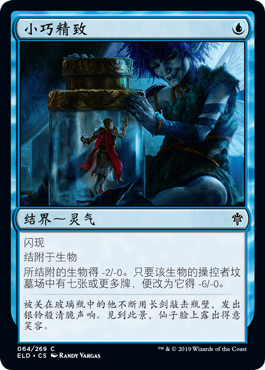 小巧精致
结界～灵气
闪现
结附于生物
所结附的生物得 -2/-0。只要该生物的操控者坟
墓场中有七张或更多牌，便改为它得 -6/-0。
被关在玻璃瓶中的他不断用长剑敲击瓶壁，发出
银铃般清脆声响。见到此景，仙子脸上露出得意
笑容。
064/269 C
ELD • CS RANDY VARGAS
™ & © 2019 Wizards of the Coast